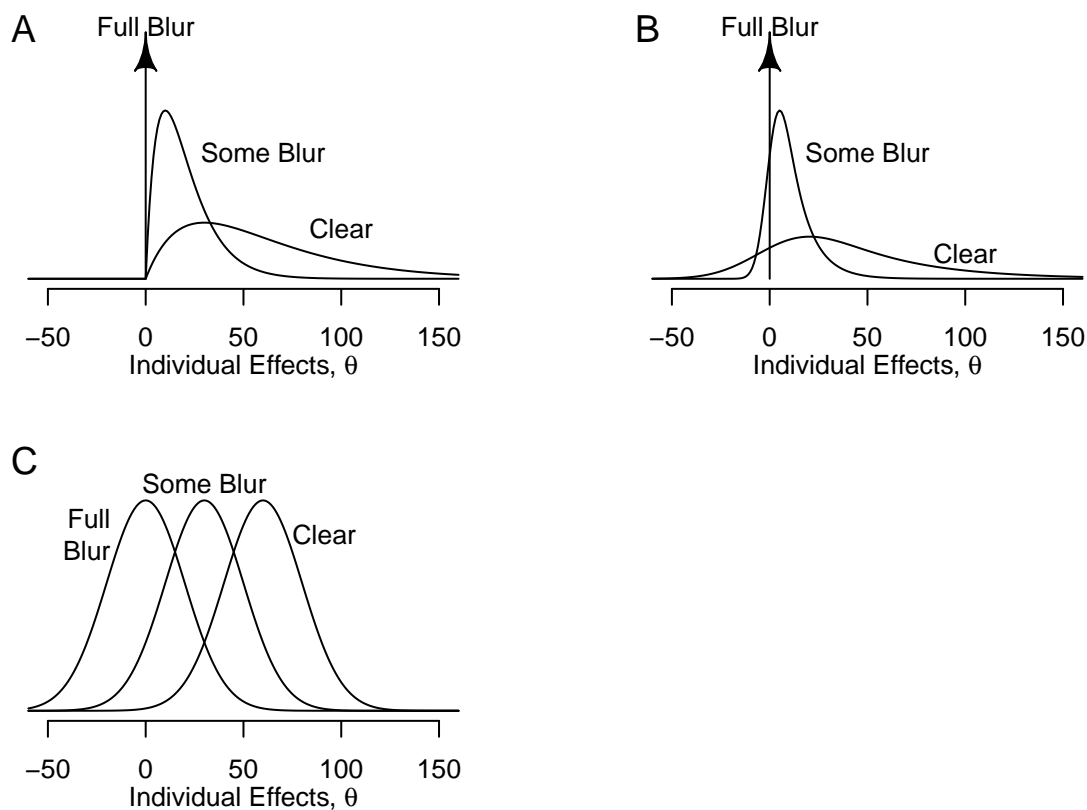 A
Full Blur
Some Blur
Clear
−50 0 50 100 150
Individual Effects, θ
B
Full Blur
Some Blur
Clear
−50 0 50 100 150
Individual Effects, θ
C
Some Blur
Full
Blur
Clear
−50 0 50 100 150
Individual Effects, θ